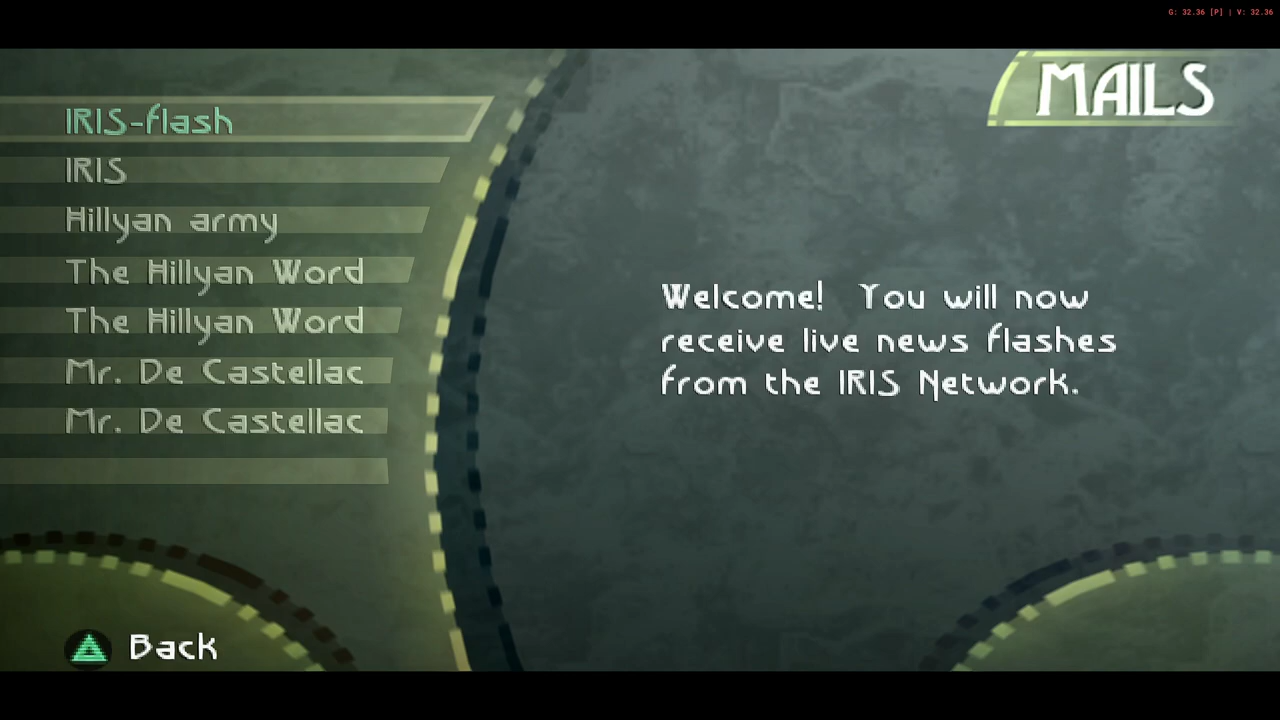 G: 32.36 [P] | V: 32.36
MAILS
IRIS-flash
IRIS
Hillyan army
The Hillyan Word
The Hillyan Word
Mr. De Castellac
Mr. De Castellac
Welcome! You will now
receive live news flashes
from the IRIS Network.
Back